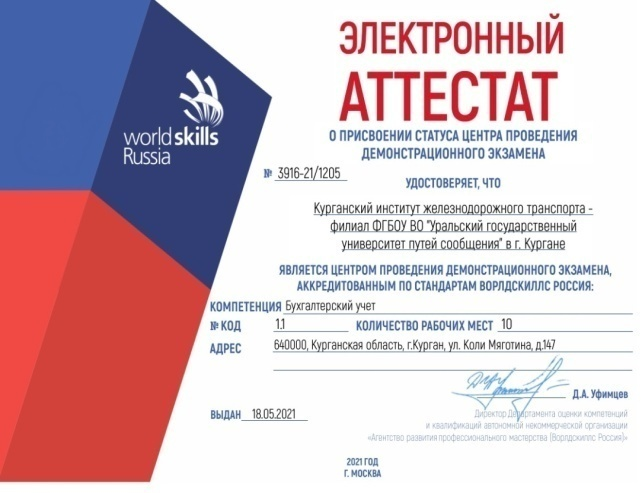 world skills
Russia
ЭЛЕКТРОННЫЙ
АТТЕСТАТ
О ПРИСВОЕНИИ СТАТУСА ЦЕНТРА ПРОВЕДЕНИЯ
ДЕМОНСТРАЦИОННОГО ЭКЗАМЕНА
№ 3916-21/1205
УДОСТОВЕРЯЕТ, ЧТО
Курганский институт железнодорожного транспорта -
филиал ФГБОУ ВО "Уральский государственный
университет путей сообщения" в г. Кургане
ЯВЛЯЕТСЯ ЦЕНТРОМ ПРОВЕДЕНИЯ ДЕМОНСТРАЦИОННОГО ЭКЗАМЕНА,
АККРЕДИТОВАННЫМ ПО СТАНДАРТАМ ВОРЛДСКИЛЛС РОССИЯ:
КОМПЕТЕНЦИЯ Бухгалтерский учет
№ КОД 1.1 КОЛИЧЕСТВО РАБОЧИХ МЕСТ 10
АДРЕС 640000, Курганская область, г.Курган, ул. Коли Мяготина, д.147
Д.А. Уфимцев
ВЫДАН 18.05.2021
Директор Департамента оценки компетенций
и квалификаций автономной некоммерческой организации
«Агентство развития профессионального мастерства (Ворлдскиллс Россия)»
2021 ГОД
Г. МОСКВА